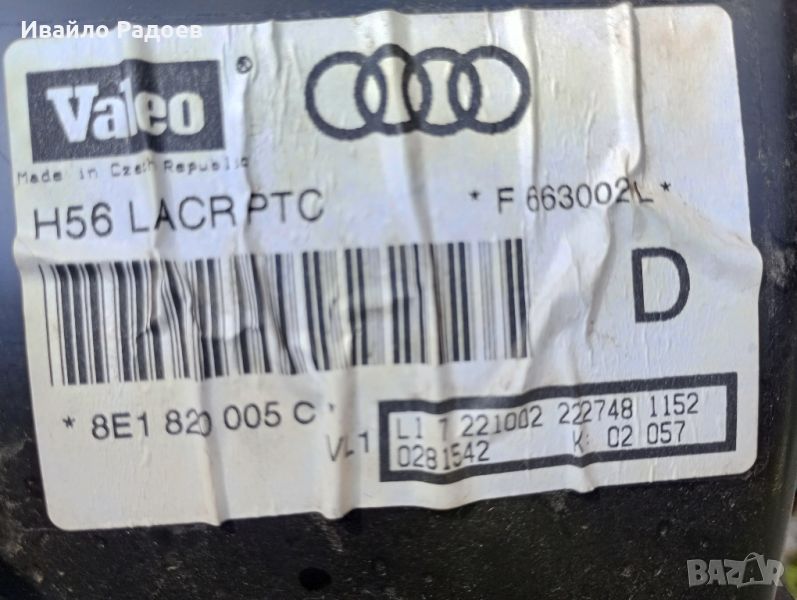 Ивайло Радоев
Valeo ®
Made in Czech Republic
H56 LACR PTC
* F 663002L *
D
* 8E1 820 005 C *
VL1
L1 7 221002 222748 1152
0281542 K: 02 057
BAZAR